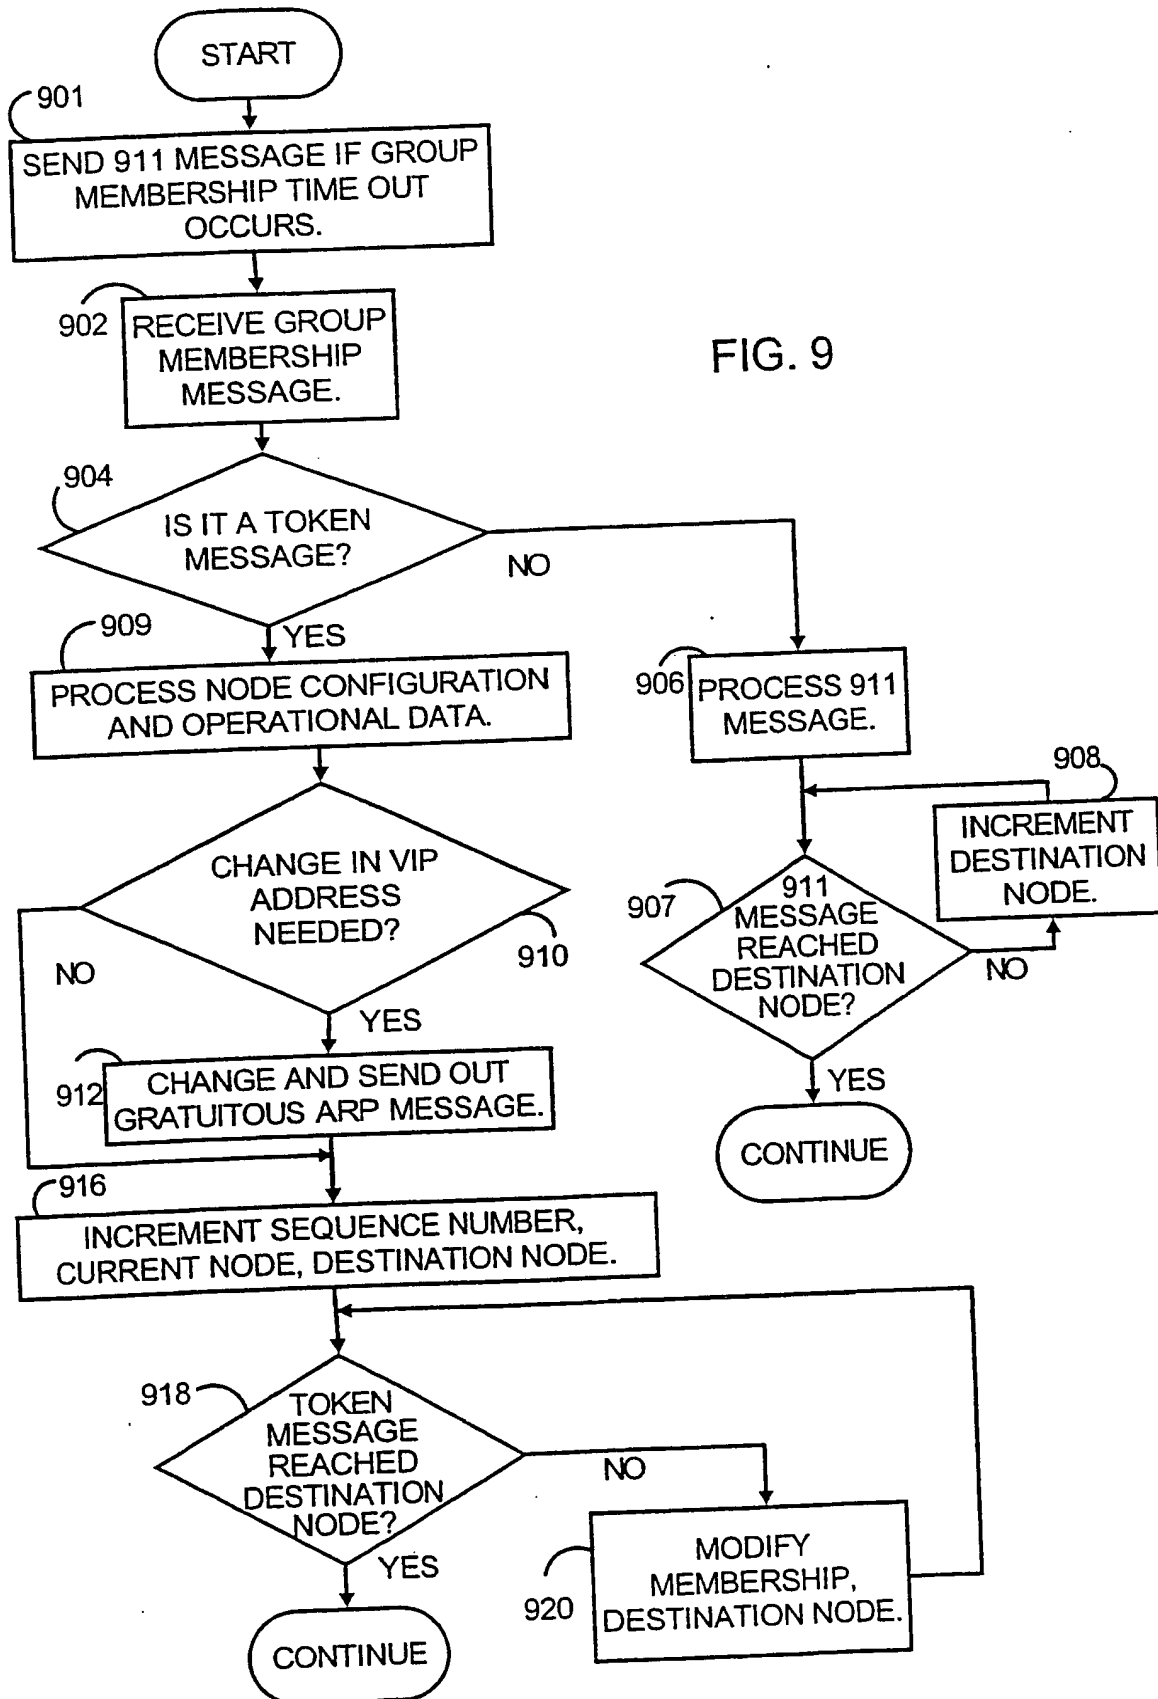 START
901
SEND 911 MESSAGE IF GROUP
MEMBERSHIP TIME OUT
OCCURS.
902
RECEIVE GROUP
MEMBERSHIP
MESSAGE.
FIG. 9
904
IS IT A TOKEN
MESSAGE?
NO
YES
909
PROCESS NODE CONFIGURATION
AND OPERATIONAL DATA.
906
PROCESS 911
MESSAGE.
908
INCREMENT
DESTINATION
NODE.
CHANGE IN VIP
ADDRESS
NEEDED?
910
NO
YES
907
911
MESSAGE
REACHED
DESTINATION
NODE?
NO
YES
CONTINUE
912
CHANGE AND SEND OUT
GRATUITOUS ARP MESSAGE.
916
INCREMENT SEQUENCE NUMBER,
CURRENT NODE, DESTINATION NODE.
918
TOKEN
MESSAGE
REACHED
DESTINATION
NODE?
NO
YES
920
MODIFY
MEMBERSHIP,
DESTINATION NODE.
CONTINUE